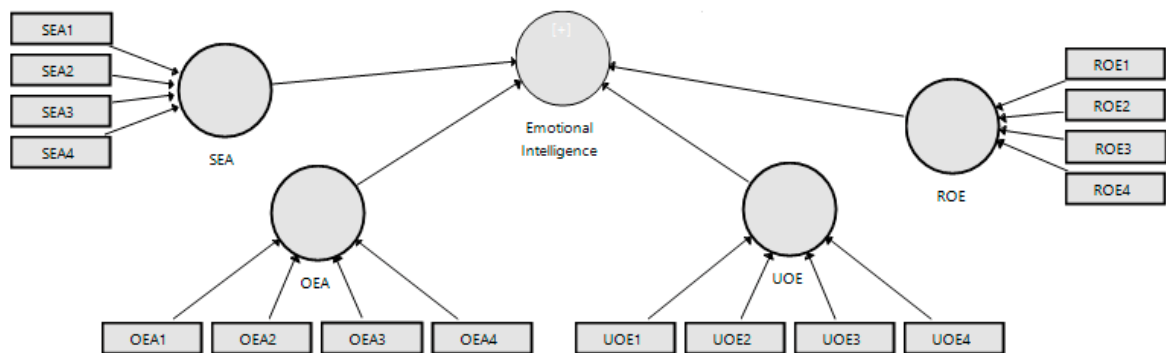 SEA1
SEA2
SEA3
SEA4
SEA
[+]
Emotional
Intelligence
ROE1
ROE2
ROE3
ROE4
ROE
OEA
UOE
OEA1
OEA2
OEA3
OEA4
UOE1
UOE2
UOE3
UOE4